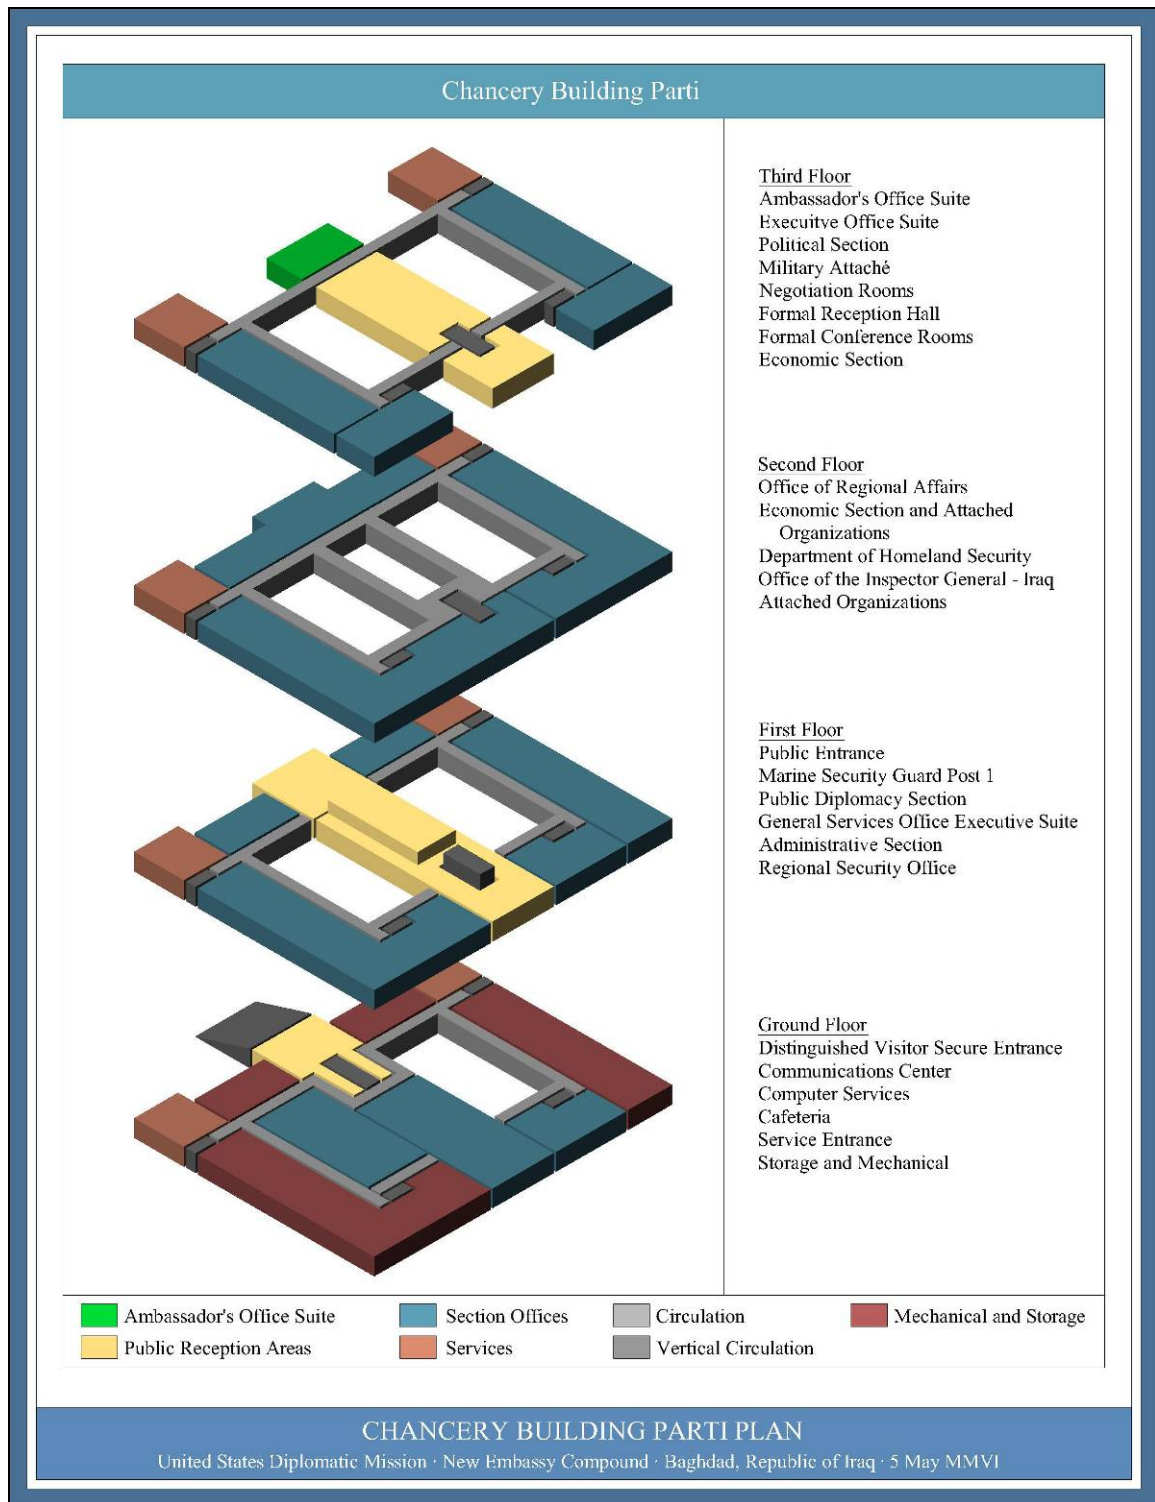 Chancery Building Parti
Third Floor
Ambassador's Office Suite
Execuitve Office Suite
Political Section
Military Attaché
Negotiation Rooms
Formal Reception Hall
Formal Conference Rooms
Economic Section
Second Floor
Office of Regional Affairs
Economic Section and Attached
Organizations
Department of Homeland Security
Office of the Inspector General - Iraq
Attached Organizations
First Floor
Public Entrance
Marine Security Guard Post 1
Public Diplomacy Section
General Services Office Executive Suite
Administrative Section
Regional Security Office
Ground Floor
Distinguished Visitor Secure Entrance
Communications Center
Computer Services
Cafeteria
Service Entrance
Storage and Mechanical
Ambassador's Office Suite Section Offices Circulation Mechanical and Storage
Public Reception Areas Services Vertical Circulation
CHANCERY BUILDING PARTI PLAN
United States Diplomatic Mission · New Embassy Compound · Baghdad, Republic of Iraq · 5 May MMVI